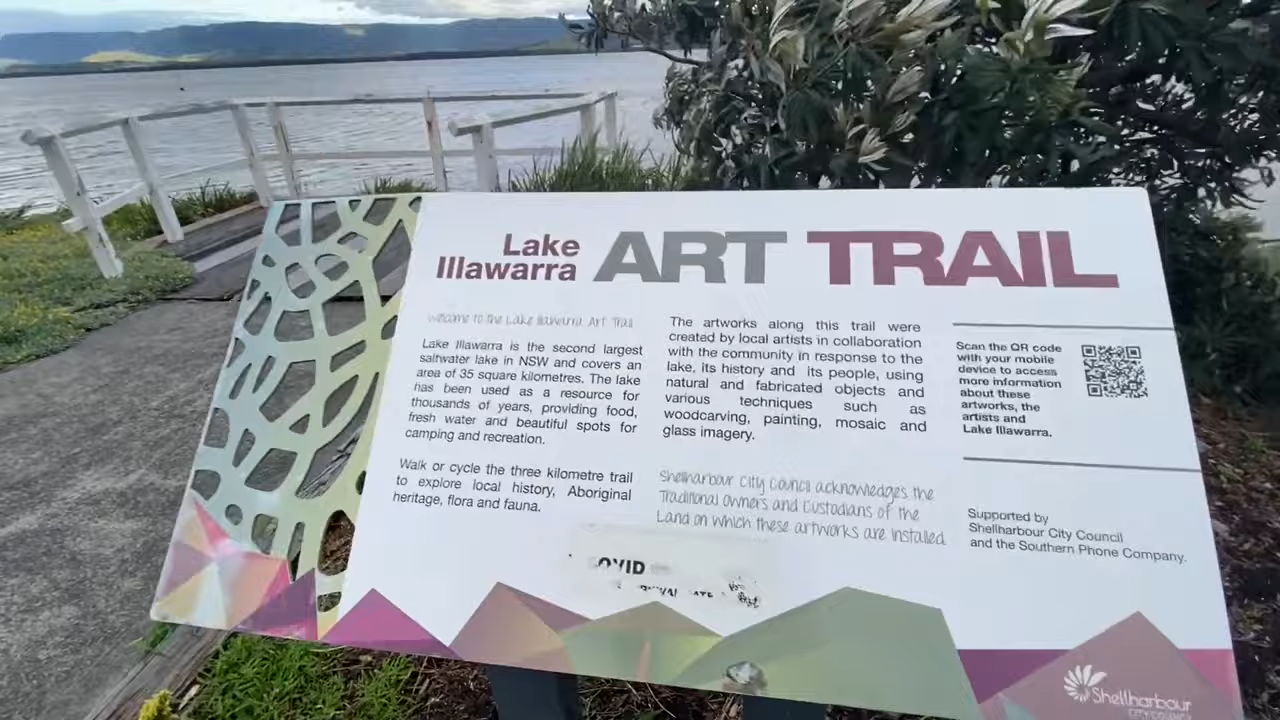 Lake
Illawarra
ART TRAIL
Welcome to the Lake Illawarra Art Trail
Lake Illawarra is the second largest
saltwater lake in NSW and covers an
area of 35 square kilometres. The lake
has been used as a resource for
thousands of years, providing food,
fresh water and beautiful spots for
camping and recreation.
Walk or cycle the three kilometre trail
to explore local history, Aboriginal
heritage, flora and fauna.
The artworks along this trail were
created by local artists in collaboration
with the community in response to the
lake, its history and its people, using
natural and fabricated objects and
various techniques such as
woodcarving, painting, mosaic and
glass imagery.
Shellharbour City Council acknowledges the
Traditional Owners and Custodians of the
Land on which these artworks are installed.
OVID
Scan the QR code
with your mobile
device to access
more information
about these
artworks, the
artists and
Lake Illawarra.
Supported by
Shellharbour City Council
and the Southern Phone Company.
Shellharbour
CITY COUNCIL